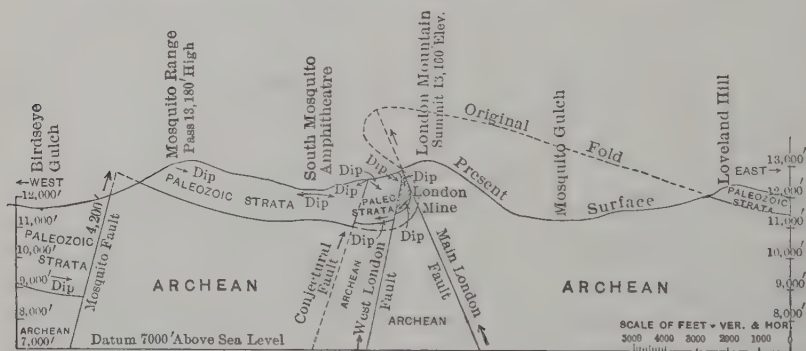 Birdseye
Gulch
Mosquito Range
Pass 13,180' High
South Mosquito
Amphitheatre
London Mountain
Summit 13,160 Elev.
Original
Fold
Mosquito Gulch
Loveland Hill
WEST
12,000'
11,000'
PALEOZOIC
10,000'
STRATA
9,000'
Dip
8,000'
ARCHEAN
7,000'
4,200'
Mosquito Fault
Dip
PALEOZOIC STRATA
Dip
Dip
Dip
Dip
Dip
PALEO.
STRATA
Dip
Dip
London
Mine
Present
Surface
EAST
13,000'
12,000'
PALEOZOIC
STRATA
11,000'
10,000'
9,000'
8,000'
ARCHEAN
Conjectural
Fault
ARCHEAN
West London
Fault
ARCHEAN
Main London
Fault
ARCHEAN
Datum 7000' Above Sea Level
SCALE OF FEET - VER. & HOR.
3000 2000 1000 0